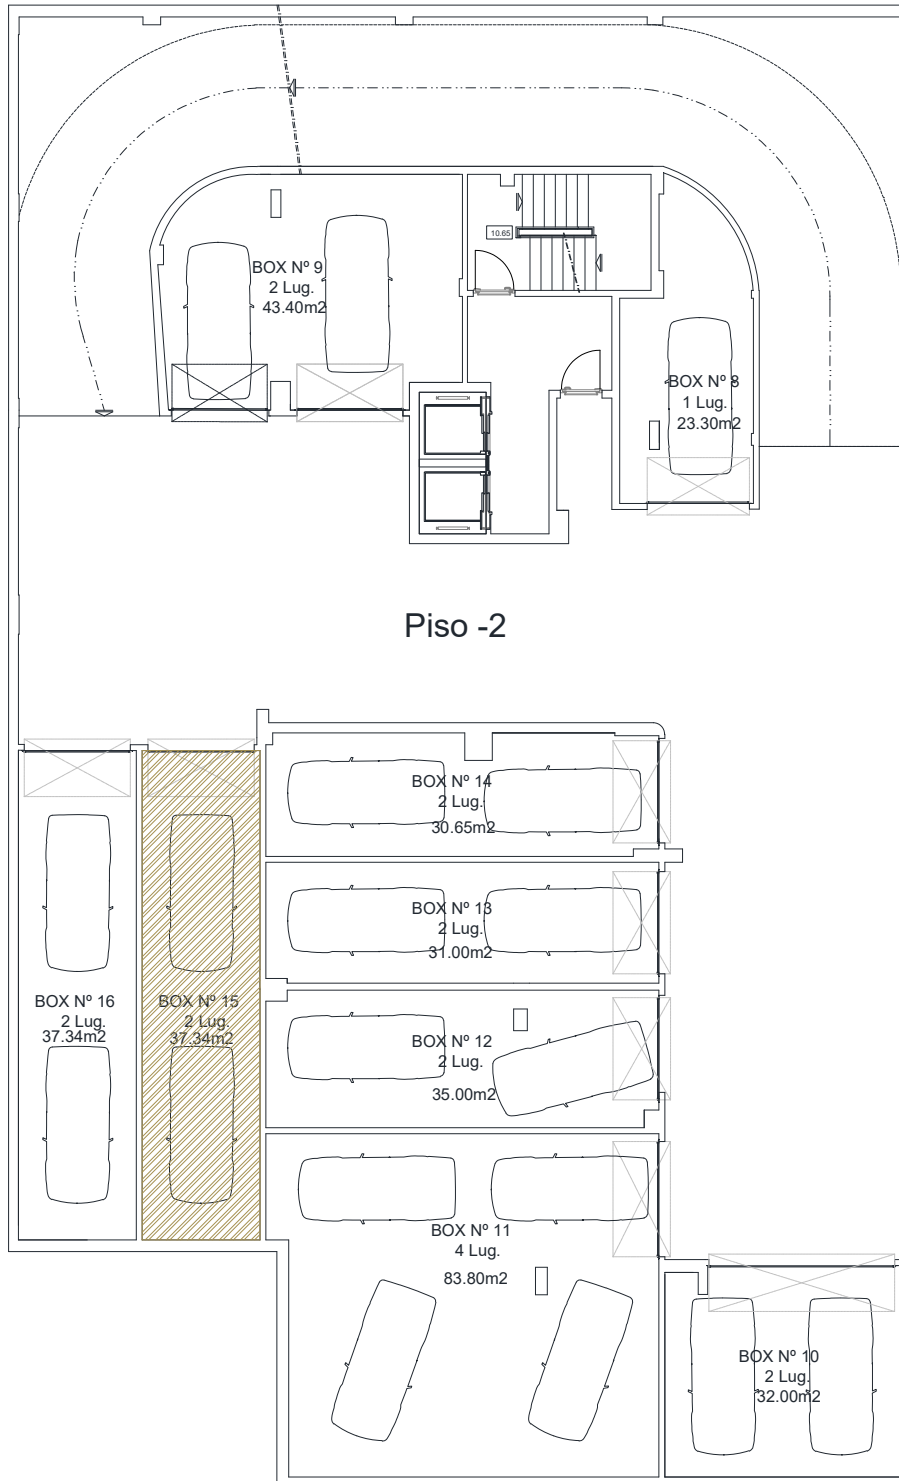 10.65
BOX Nº 9
2 Lug.
43.40m2
BOX Nº 8
1 Lug.
23.30m2
Piso -2
BOX Nº 14
2 Lug.
30.65m2
BOX Nº 13
2 Lug.
31.00m2
BOX Nº 16
2 Lug.
37.34m2
BOX Nº 15
2 Lug.
37.34m2
BOX Nº 12
2 Lug.
35.00m2
BOX Nº 11
4 Lug.
83.80m2
BOX Nº 10
2 Lug.
32.00m2